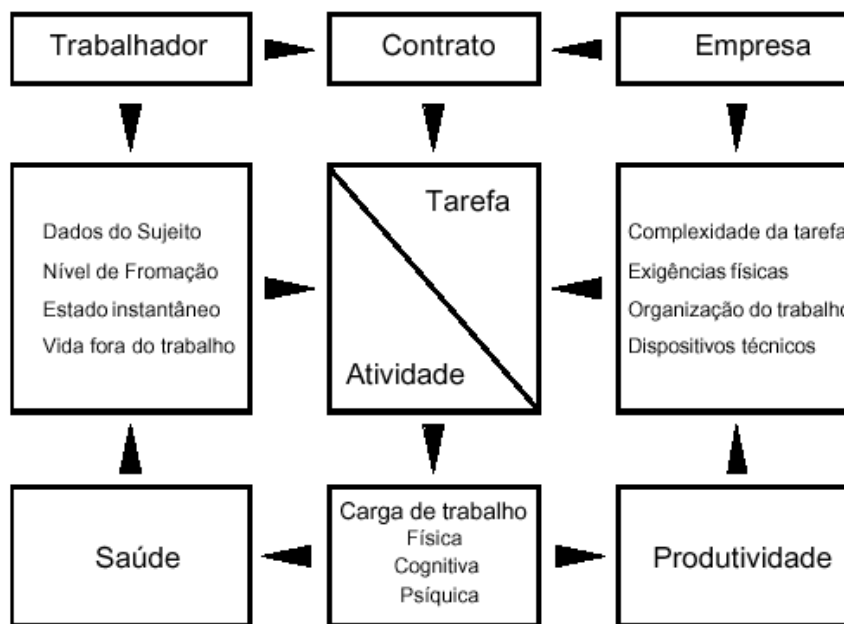 Trabalhador
Contrato
Empresa
Dados do Sujeito
Nível de Fromação
Estado instantâneo
Vida fora do trabalho
Tarefa
Atividade
Complexidade da tarefa
Exigências físicas
Organização do trabalho
Dispositivos técnicos
Saúde
Carga de trabalho
Física
Cognitiva
Psíquica
Produtividade